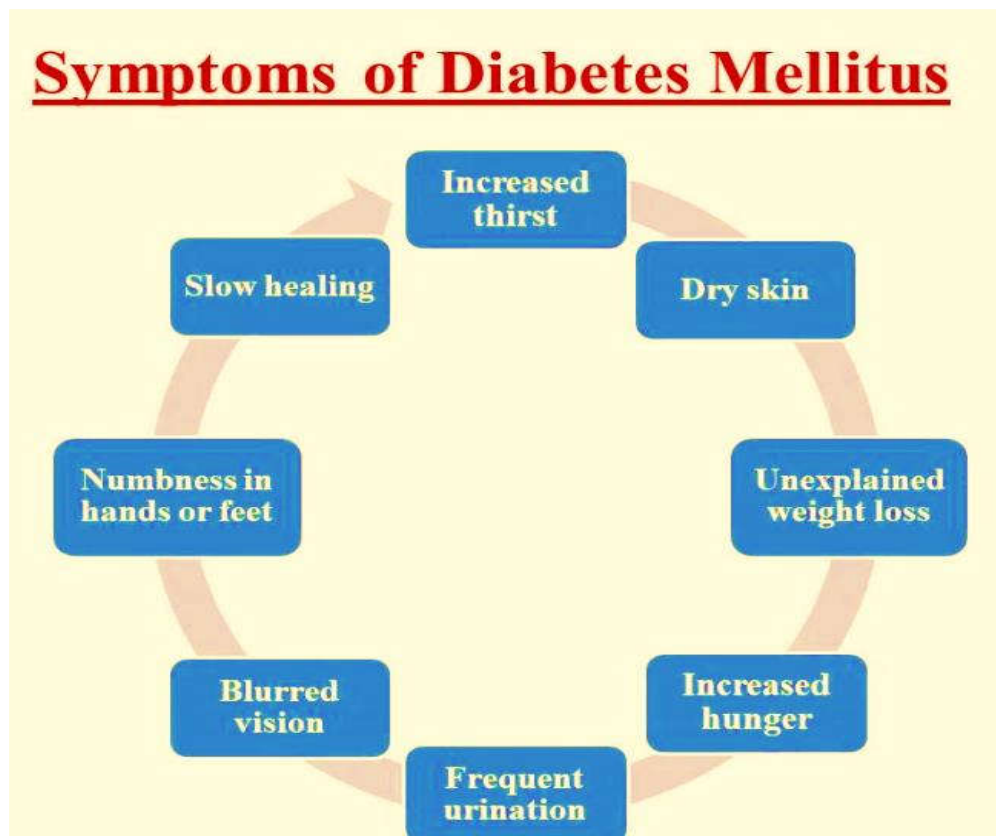 Symptoms of Diabetes Mellitus
Increased
thirst
Dry skin
Unexplained
weight loss
Increased
hunger
Frequent
urination
Blurred
vision
Numbness in
hands or feet
Slow healing